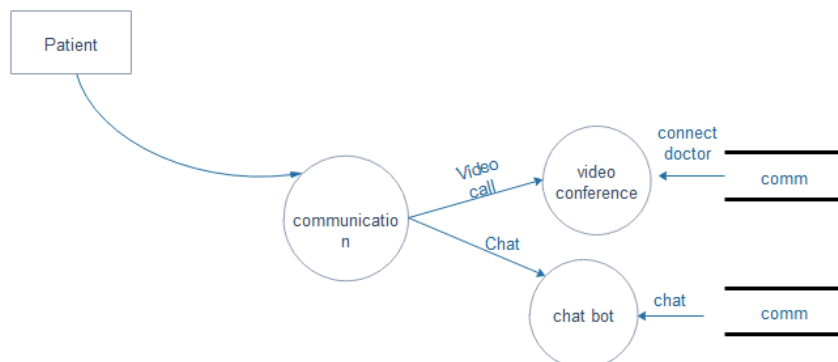 Patient
communicatio
n
Video
call
Chat
video
conference
connect
doctor
comm
chat bot
chat
comm